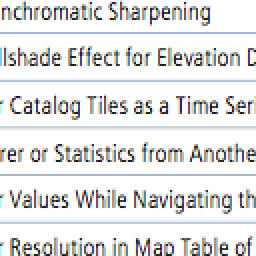 nchromatic Sharpening
llshade Effect for Elevation D
r Catalog Tiles as a Time Seri
rer or Statistics from Anothe
r Values While Navigating th
r Resolution in Map Table of